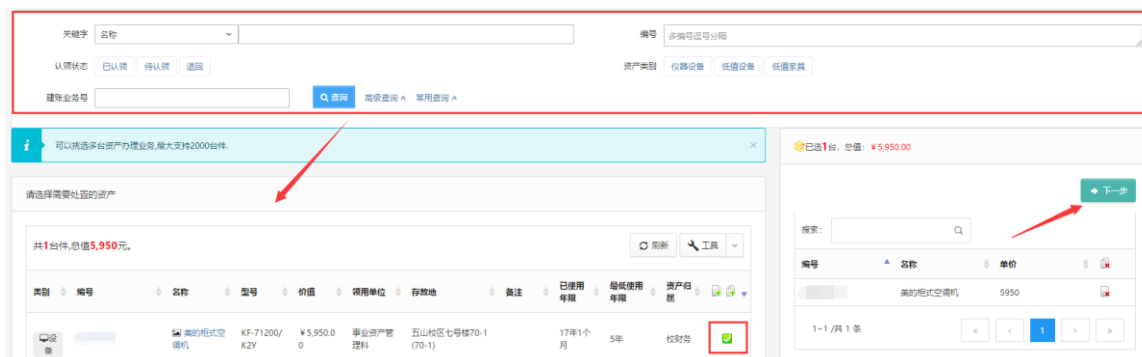 关键字 名称 编号 多编号逗号分隔
认领状态 已认领 待认领 退回 资产类别 仪器设备 低值设备 低值家具
建账业务号 查询 高级查询 常用查询
可以挑选多台资产办理业务,最大支持2000台件. ×
已选1台, 总值: ¥5,950.00
请选择需要处置的资产
下一步
共1台件,总值5,950元。 刷新 工具
搜索:
类别 编号 名称 型号 价值 领用单位 存放地 备注 已使用年限 最低使用年限 资产归属
编号 名称 单价
设备 美的柜式空调机 KF-71200/K2Y ¥5,950.00 事业资产管理科 五山校区七号楼70-1(70-1) 17年1个月 5年 校财务
美的柜式空调机 5950
1-1 /共 1 条 « ‹ 1 › »